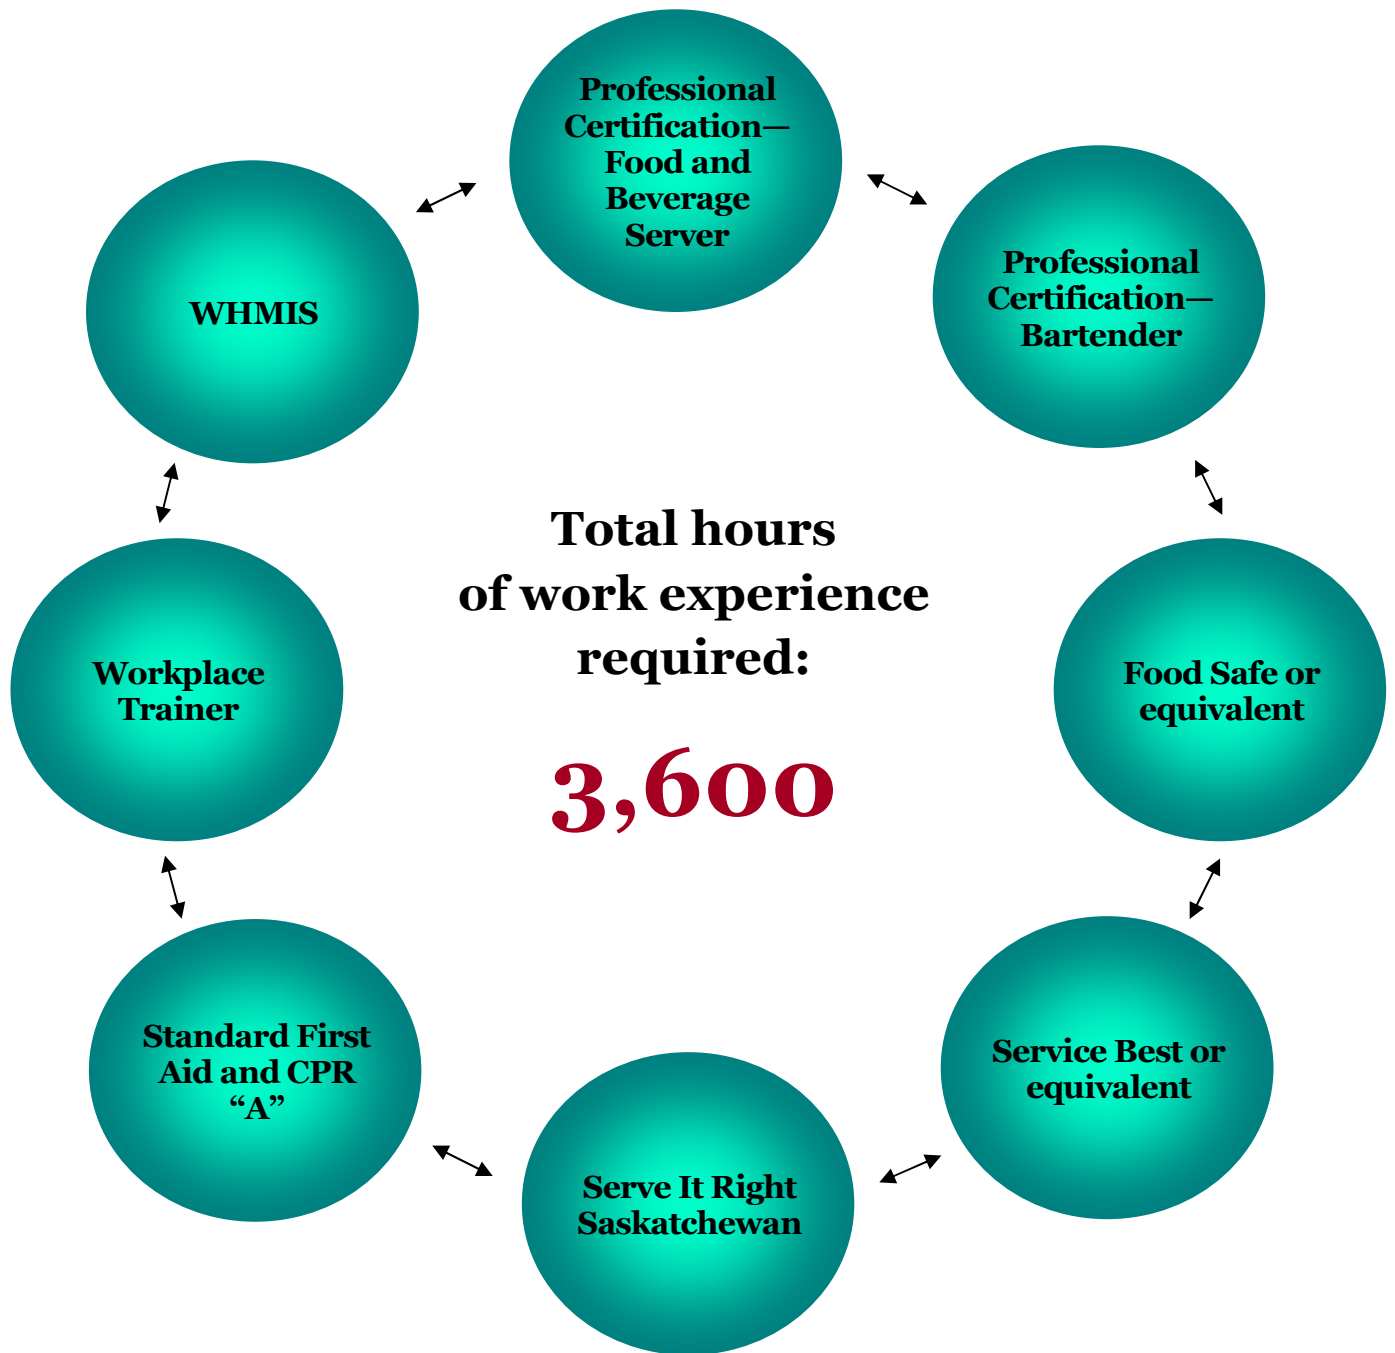 Professional
Certification—
Food and
Beverage
Server
Professional
Certification—
Bartender
WHMIS
Total hours
of work experience
required:
3,600
Workplace
Trainer
Food Safe or
equivalent
Standard First
Aid and CPR
“A”
Service Best or
equivalent
Serve It Right
Saskatchewan